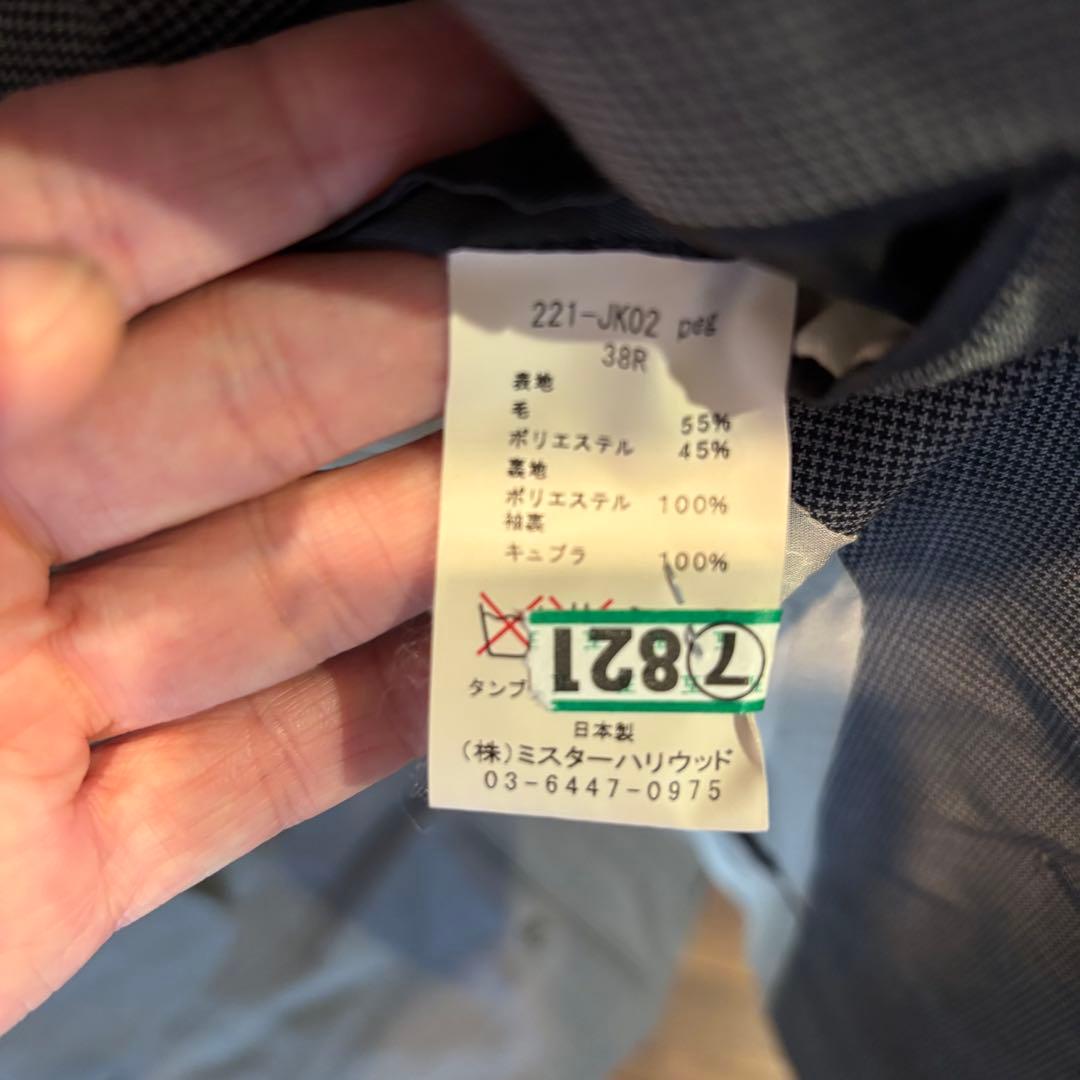 221-JK02 peg
38R
表地
毛 55%
ポリエステル 45%
裏地
ポリエステル 100%
袖裏
キュプラ 100%
⑦821
タンブ
日本製
(株)ミスターハリウッド
03-6447-0975